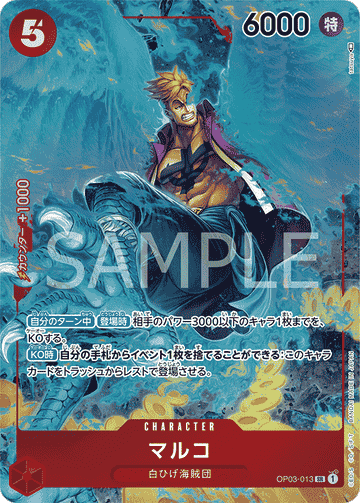 5
6000
特
カウンター+1000
SAMPLE
自分のターン中 登場時 相手のパワー3000以下のキャラ1枚までを、
KOする。
KO時 自分の手札からイベント1枚を捨てることができる:このキャラ
カードをトラッシュからレストで登場させる。
CHARACTER
マルコ
白ひげ海賊団
OP03-013 SR 1